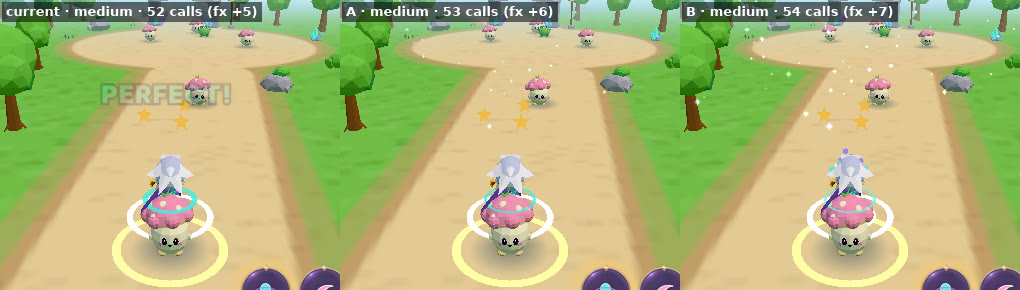 current · medium · 52 calls (fx +5)
A · medium · 53 calls (fx +6)
B · medium · 54 calls (fx +7)
PERFECT!